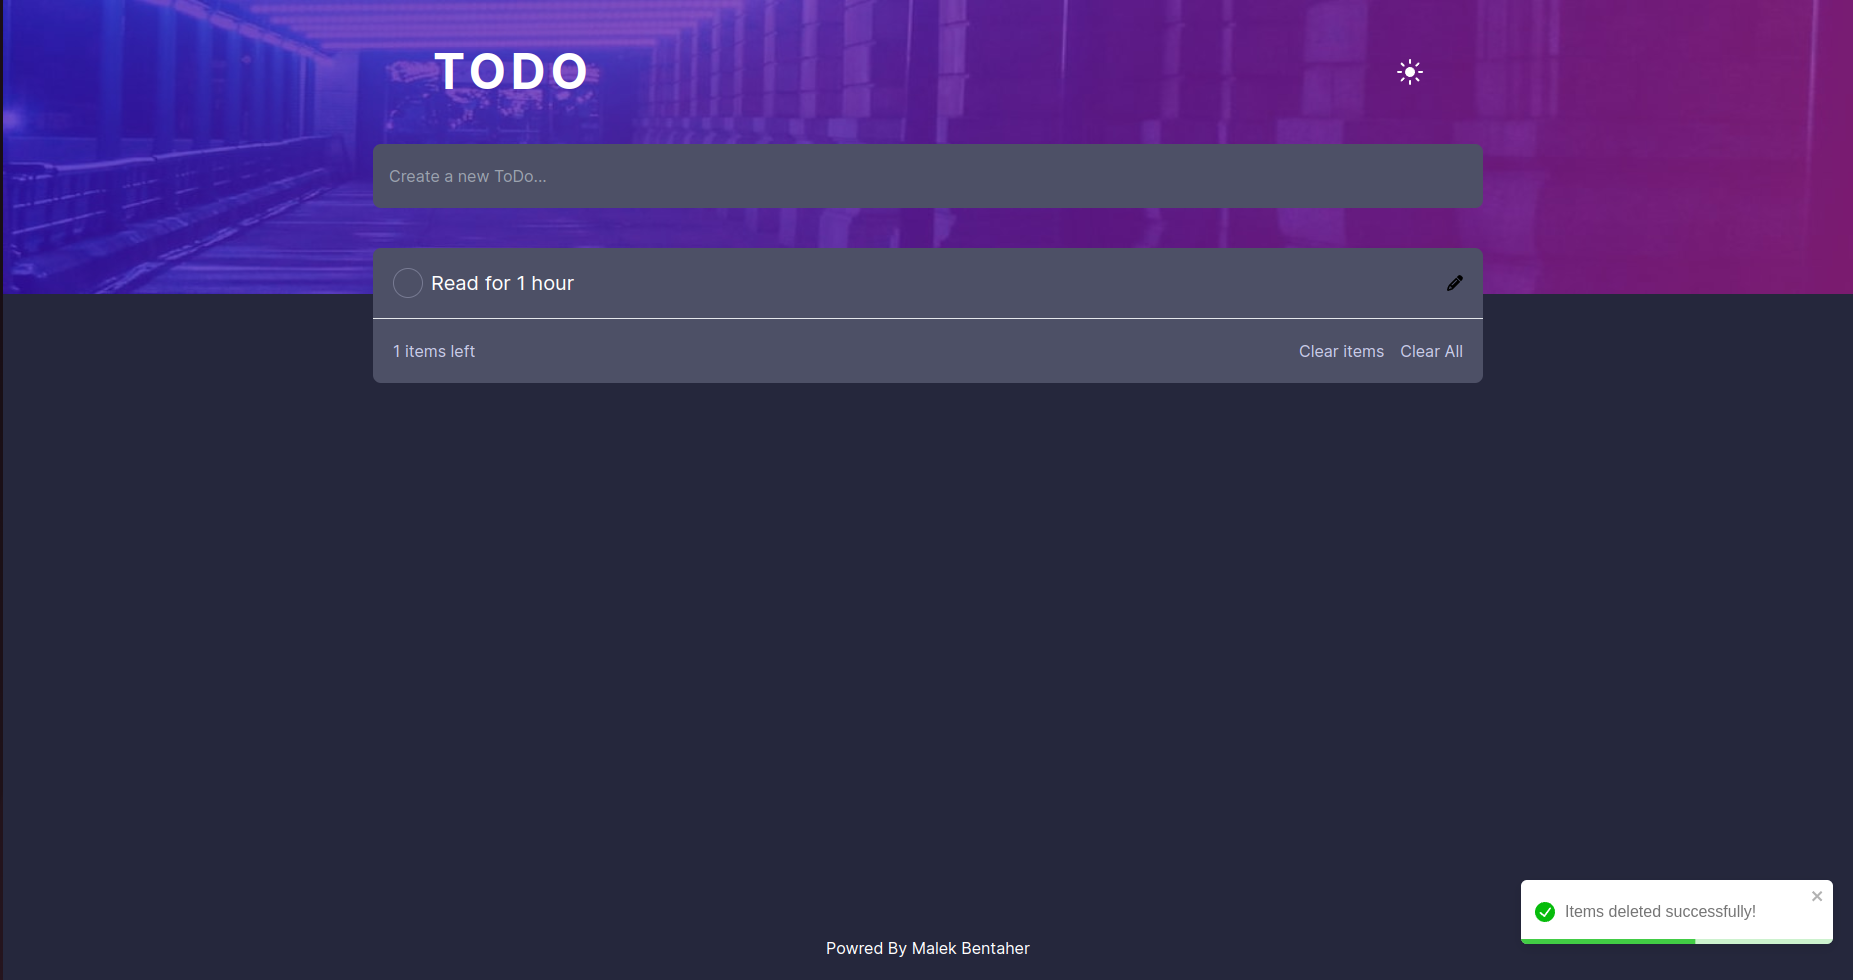 TODO
Create a new ToDo...
Read for 1 hour
1 items left
Clear items
Clear All
Items deleted successfully!
Powred By Malek Bentaher